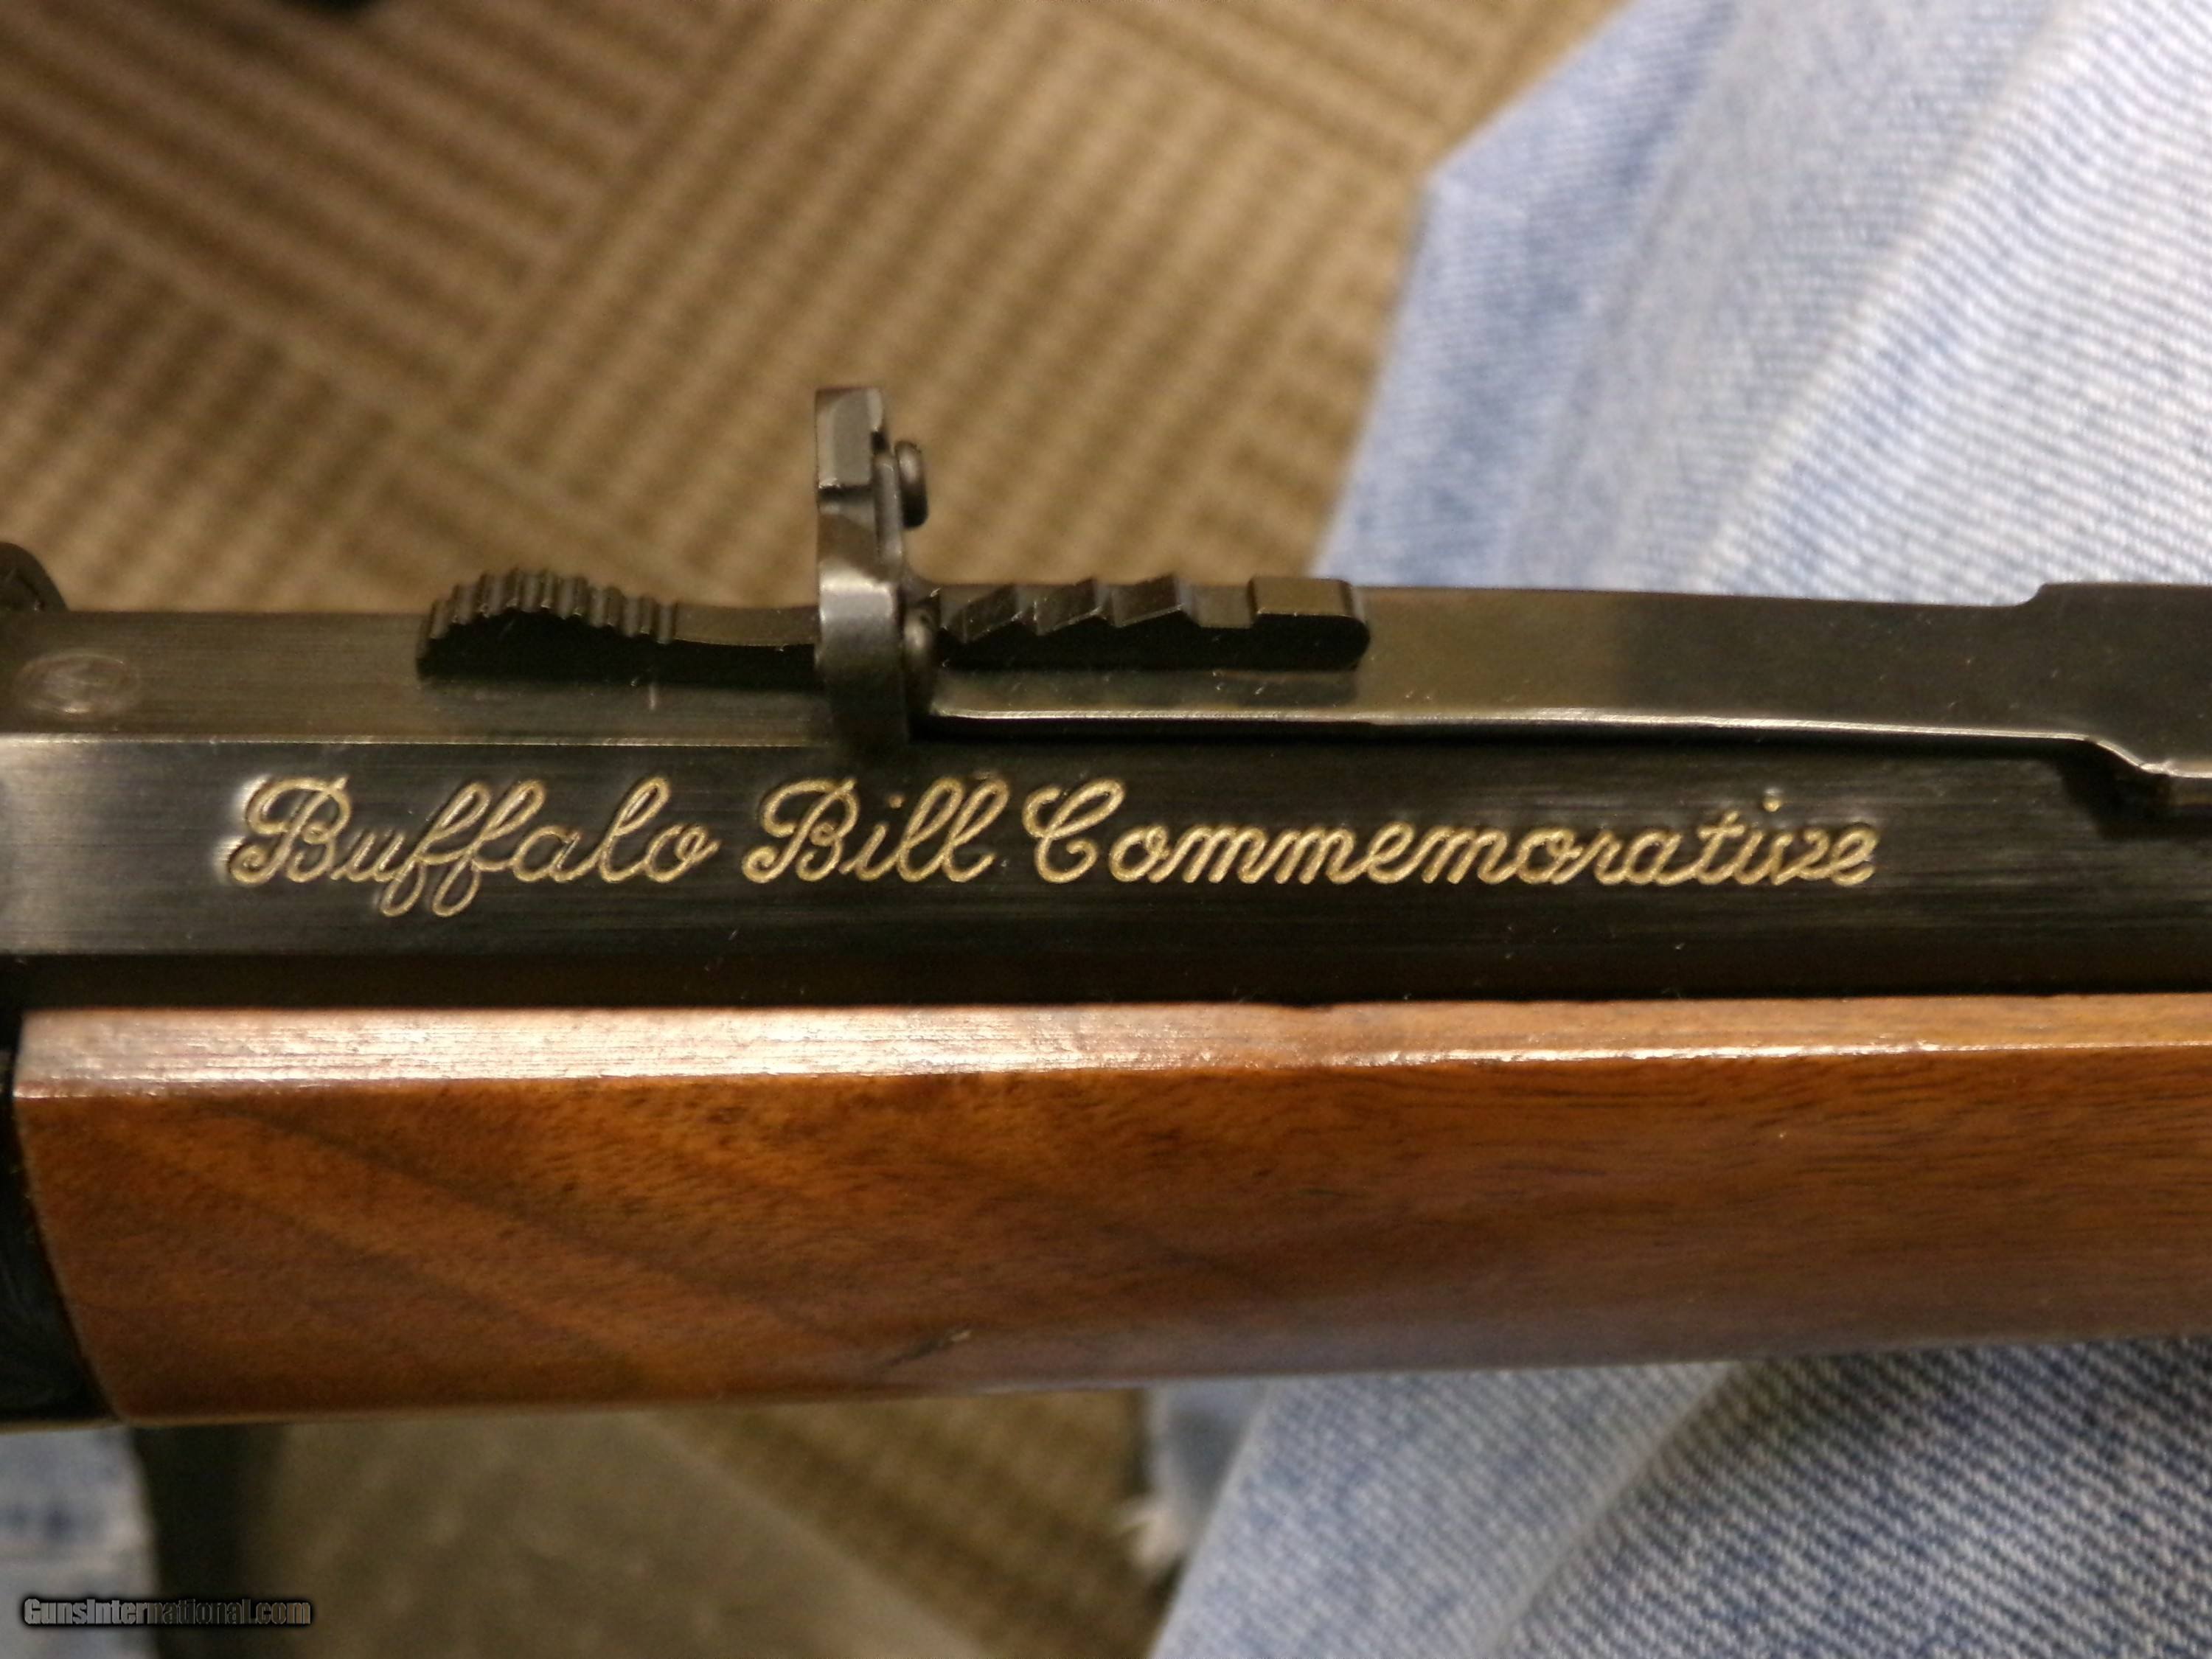 Buffalo Bill Commemorative
GunsInternational.com